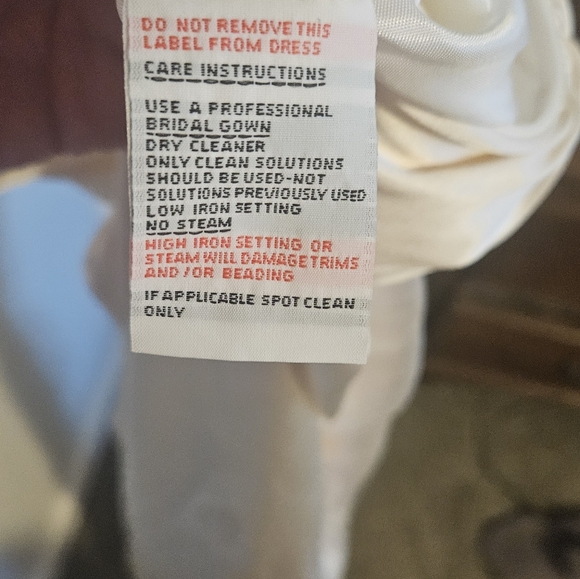 DO NOT REMOVE THIS
LABEL FROM DRESS
CARE INSTRUCTIONS
USE A PROFESSIONAL
BRIDAL GOWN
DRY CLEANER
ONLY CLEAN SOLUTIONS
SHOULD BE USED-NOT
SOLUTIONS PREVIOUSLY USED
LOW IRON SETTING
NO STEAM
HIGH IRON SETTING OR
STEAM WILL DAMAGE TRIMS
AND /OR BEADING
IF APPLICABLE SPOT CLEAN
ONLY